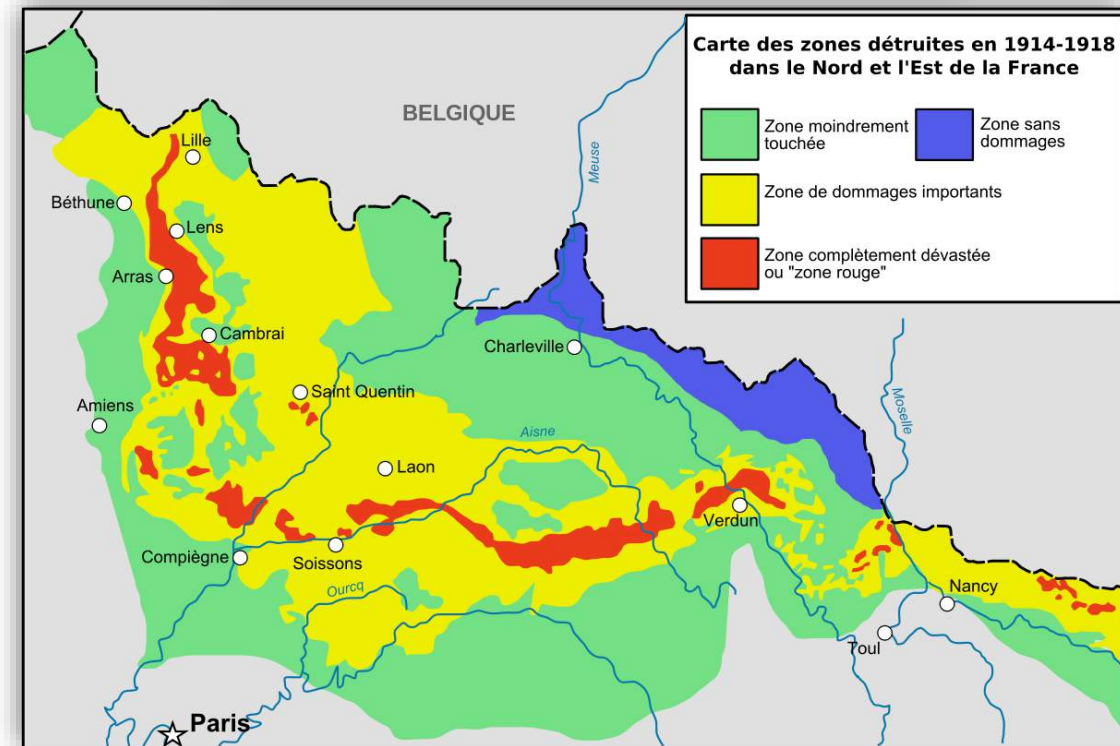 Carte des zones détruites en 1914-1918
dans le Nord et l'Est de la France
Zone moindrement
touchée
Zone sans
dommages
Zone de dommages importants
Zone complètement dévastée
ou "zone rouge"
BELGIQUE
Meuse
Lille
Béthune
Lens
Arras
Cambrai
Charleville
Saint Quentin
Moselle
Amiens
Aisne
Laon
Verdun
Compiègne
Soissons
Ourcq
Nancy
Toul
Paris